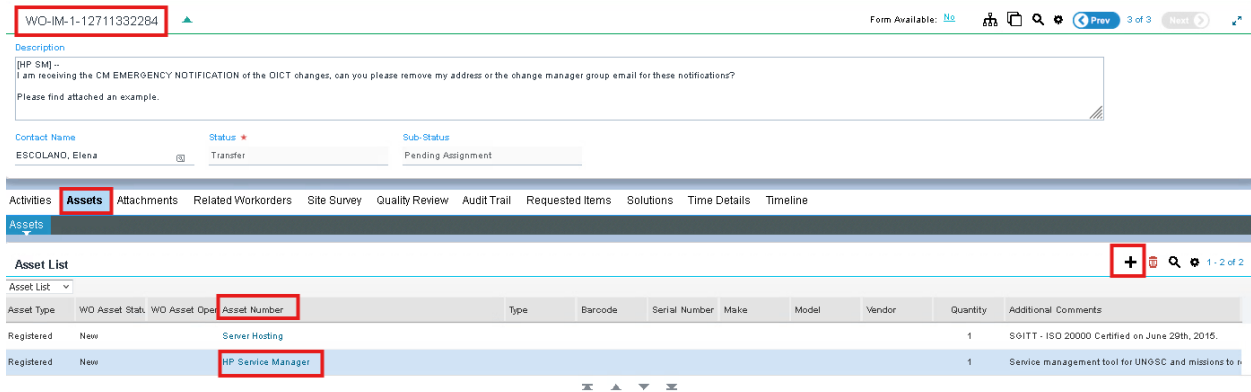 WO-IM-1-12711332284
Form Available: No
Prev 3 of 3 Next
Description
[HP SM] --
I am receiving the CM EMERGENCY NOTIFICATION of the OICT changes, can you please remove my address or the change manager group email for these notifications?
Please find attached an example.
Contact Name Status * Sub-Status
ESCOLANO, Elena Transfer Pending Assignment
Activities Assets Attachments Related Workorders Site Survey Quality Review Audit Trail Requested Items Solutions Time Details Timeline
Assets
Asset List
1 - 2 of 2
Asset List
Asset Type WO Asset Statu WO Asset Oper Asset Number Type Barcode Serial Number Make Model Vendor Quantity Additional Comments
Registered New Server Hosting 1 SGITT - ISO 20000 Certified on June 29th, 2015.
Registered New HP Service Manager 1 Service management tool for UNGSC and missions to